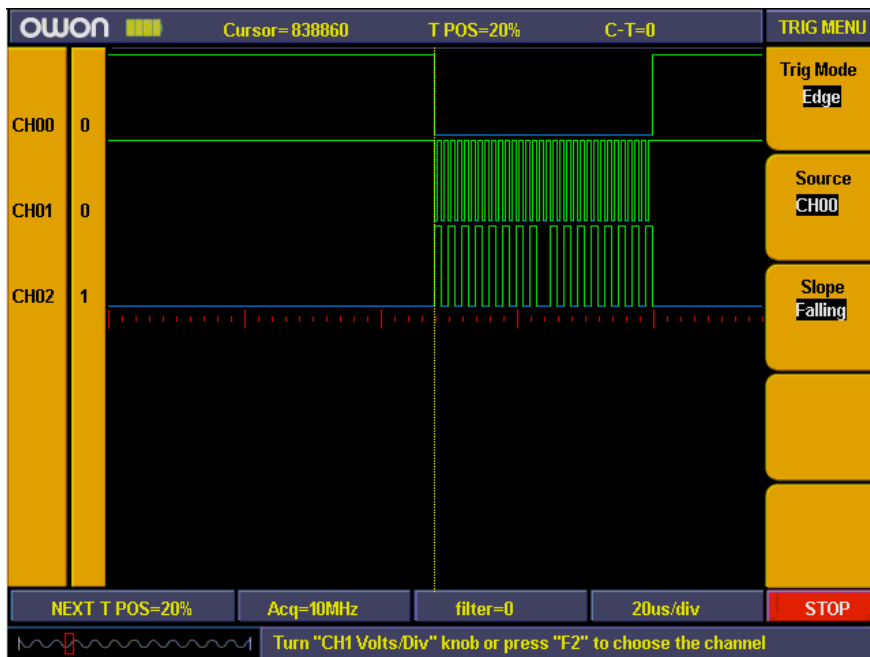 owon Cursor=838860 T POS=20% C-T=0 TRIG MENU
Trig Mode
Edge
CH00 0
Source
CH01 0 CH00
Slope
CH02 1
Falling
NEXT T POS=20% Acq=10MHz filter=0 20us/div STOP
Turn "CH1 Volts/Div" knob or press "F2" to choose the channel